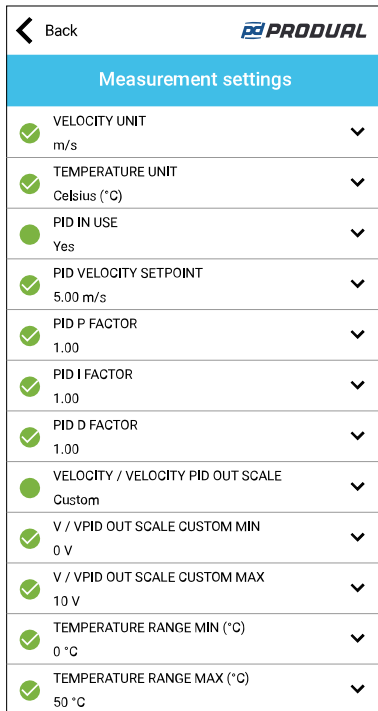 Back
pd PRODUAL
Measurement settings
VELOCITY UNIT
m/s
TEMPERATURE UNIT
Celsius (°C)
PID IN USE
Yes
PID VELOCITY SETPOINT
5.00 m/s
PID P FACTOR
1.00
PID I FACTOR
1.00
PID D FACTOR
1.00
VELOCITY / VELOCITY PID OUT SCALE
Custom
V / VPID OUT SCALE CUSTOM MIN
0 V
V / VPID OUT SCALE CUSTOM MAX
10 V
TEMPERATURE RANGE MIN (°C)
0 °C
TEMPERATURE RANGE MAX (°C)
50 °C